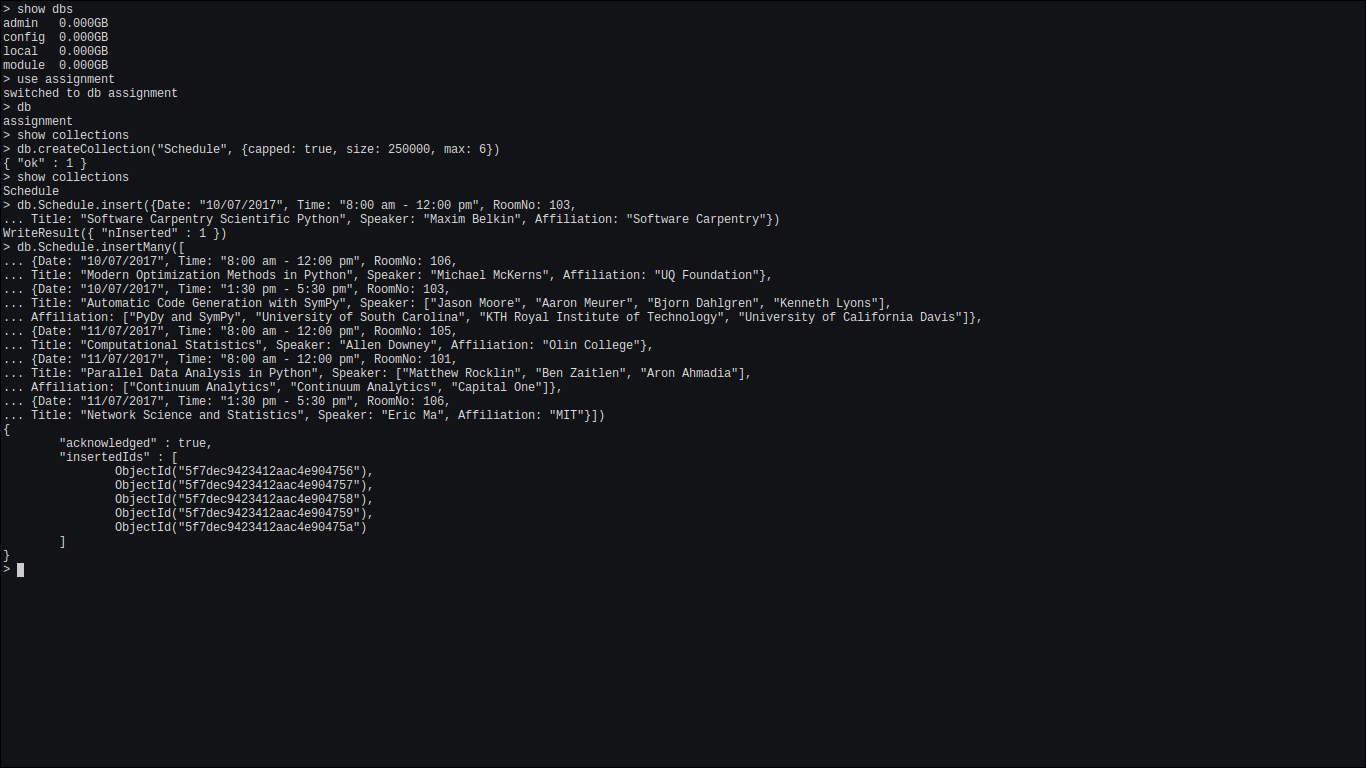 > show dbs
admin   0.000GB
config  0.000GB
local   0.000GB
module  0.000GB
> use assignment
switched to db assignment
> db
assignment
> show collections
> db.createCollection("Schedule", {capped: true, size: 250000, max: 6})
{ "ok" : 1 }
> show collections
Schedule
> db.Schedule.insert({Date: "10/07/2017", Time: "8:00 am - 12:00 pm", RoomNo: 103,
... Title: "Software Carpentry Scientific Python", Speaker: "Maxim Belkin", Affiliation: "Software Carpentry"})
WriteResult({ "nInserted" : 1 })
> db.Schedule.insertMany([
... {Date: "10/07/2017", Time: "8:00 am - 12:00 pm", RoomNo: 106,
... Title: "Modern Optimization Methods in Python", Speaker: "Michael McKerns", Affiliation: "UQ Foundation"},
... {Date: "10/07/2017", Time: "1:30 pm - 5:30 pm", RoomNo: 103,
... Title: "Automatic Code Generation with SymPy", Speaker: ["Jason Moore", "Aaron Meurer", "Bjorn Dahlgren", "Kenneth Lyons"],
... Affiliation: ["PyDy and SymPy", "University of South Carolina", "KTH Royal Institute of Technology", "University of California Davis"]},
... {Date: "11/07/2017", Time: "8:00 am - 12:00 pm", RoomNo: 105,
... Title: "Computational Statistics", Speaker: "Allen Downey", Affiliation: "Olin College"},
... {Date: "11/07/2017", Time: "8:00 am - 12:00 pm", RoomNo: 101,
... Title: "Parallel Data Analysis in Python", Speaker: ["Matthew Rocklin", "Ben Zaitlen", "Aron Ahmadia"],
... Affiliation: ["Continuum Analytics", "Continuum Analytics", "Capital One"]},
... {Date: "11/07/2017", Time: "1:30 pm - 5:30 pm", RoomNo: 106,
... Title: "Network Science and Statistics", Speaker: "Eric Ma", Affiliation: "MIT"}])
{
        "acknowledged" : true,
        "insertedIds" : [
                ObjectId("5f7dec9423412aac4e904756"),
                ObjectId("5f7dec9423412aac4e904757"),
                ObjectId("5f7dec9423412aac4e904758"),
                ObjectId("5f7dec9423412aac4e904759"),
                ObjectId("5f7dec9423412aac4e90475a")
        ]
}
>